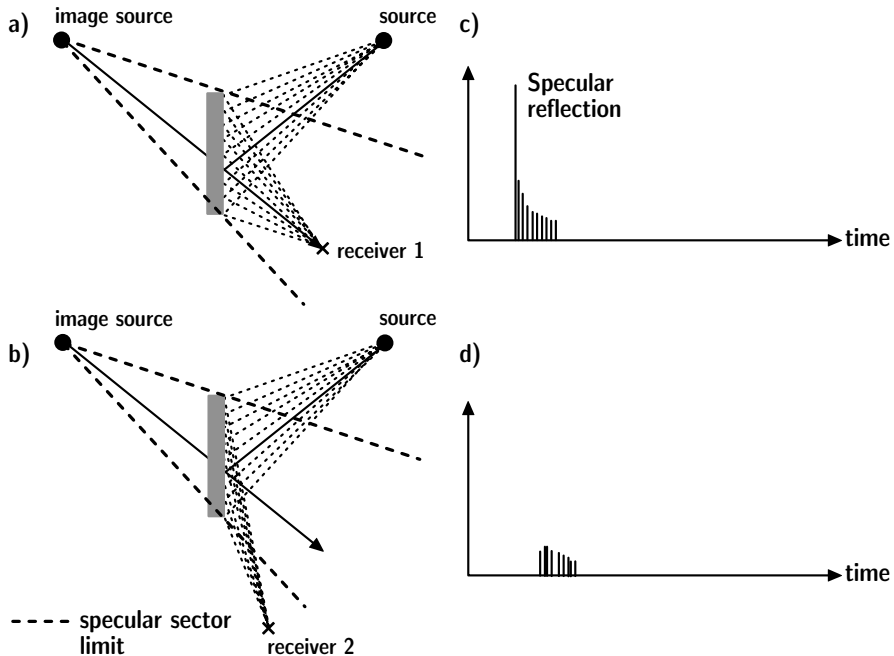 a)
image source
source
receiver 1
c)
Specular
reflection
time
b)
image source
source
receiver 2
specular sector
limit
d)
time